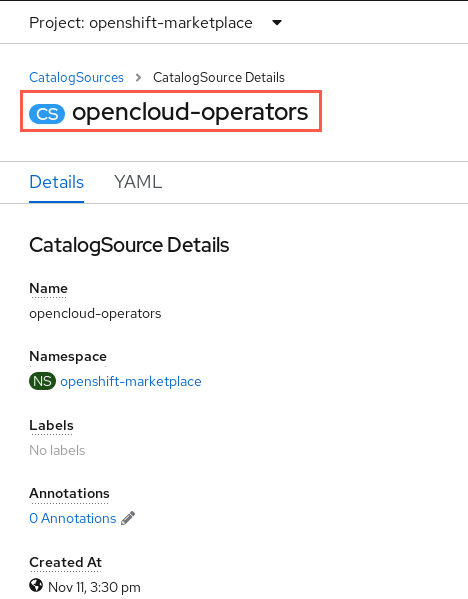 Project: openshift-marketplace
CatalogSources > CatalogSource Details
CS opencloud-operators
Details YAML
CatalogSource Details
Name
opencloud-operators
Namespace
NS openshift-marketplace
Labels
No labels
Annotations
0 Annotations
Created At
Nov 11, 3:30 pm